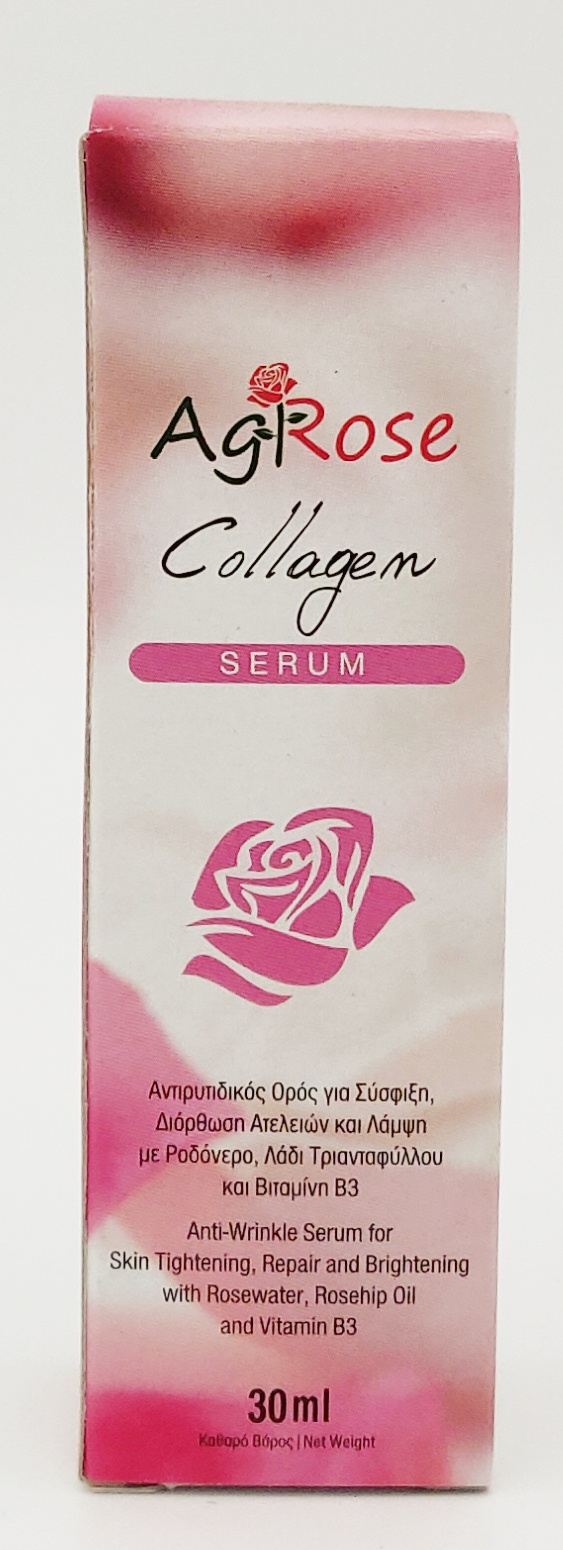 AgiRose
Collagen
SERUM
Αντιρυτιδικός Ορός για Σύσφιξη,
Διόρθωση Ατελειών και Λάμψη
με Ροδόνερο, Λάδι Τριανταφύλλου
και Βιταμίνη Β3
Anti-Wrinkle Serum for
Skin Tightening, Repair and Brightening
with Rosewater, Rosehip Oil
and Vitamin B3
30ml
Καθαρό Βάρος | Net Weight